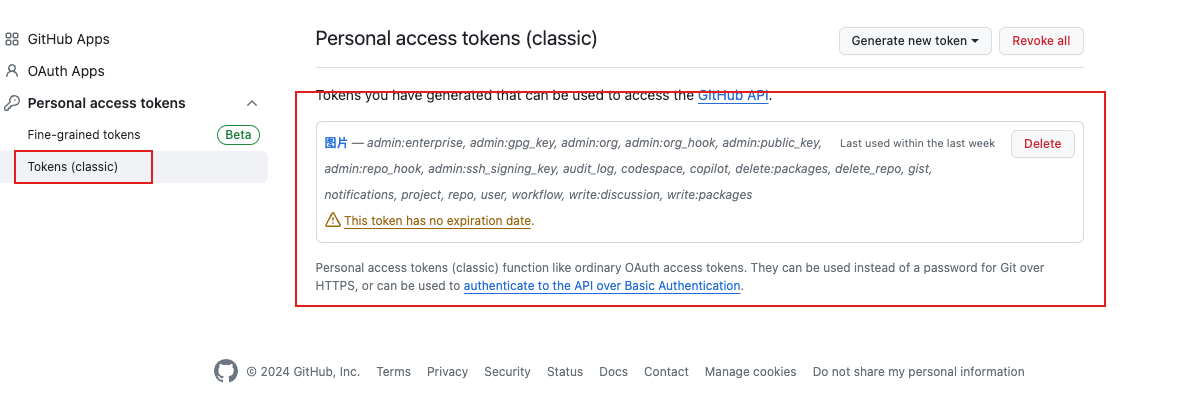 GitHub Apps
OAuth Apps
Personal access tokens
Fine-grained tokens Beta
Tokens (classic)
Personal access tokens (classic)
Generate new token Revoke all
Tokens you have generated that can be used to access the GitHub API.
图片 — admin:enterprise, admin:gpg_key, admin:org, admin:org_hook, admin:public_key, Last used within the last week Delete
admin:repo_hook, admin:ssh_signing_key, audit_log, codespace, copilot, delete:packages, delete_repo, gist,
notifications, project, repo, user, workflow, write:discussion, write:packages
This token has no expiration date.
Personal access tokens (classic) function like ordinary OAuth access tokens. They can be used instead of a password for Git over
HTTPS, or can be used to authenticate to the API over Basic Authentication.
© 2024 GitHub, Inc. Terms Privacy Security Status Docs Contact Manage cookies Do not share my personal information